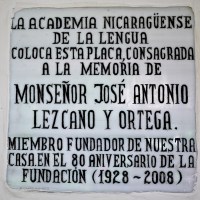 LA ACADEMIA NICARAGÜENSE
DE LA LENGUA
COLOCA ESTA PLACA, CONSAGRADA
A LA MEMORIA DE
MONSEÑOR JOSÉ ANTONIO
LEZCANO Y ORTEGA.
MIEMBRO FUNDADOR DE NUESTRA
CASA. EN EL 80 ANIVERSARIO DE LA
FUNDACIÓN (1928-2008)